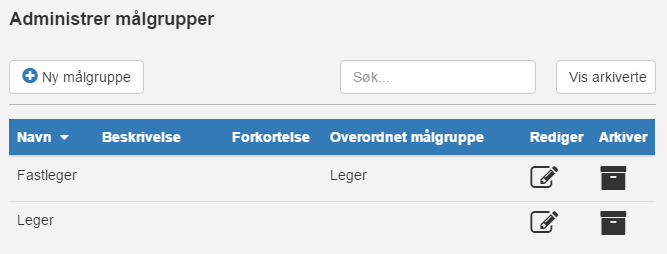 Administrer målgrupper
Ny målgruppe Søk... Vis arkiverte
Navn Beskrivelse Forkortelse Overordnet målgruppe Rediger Arkiver
Fastleger Leger
Leger